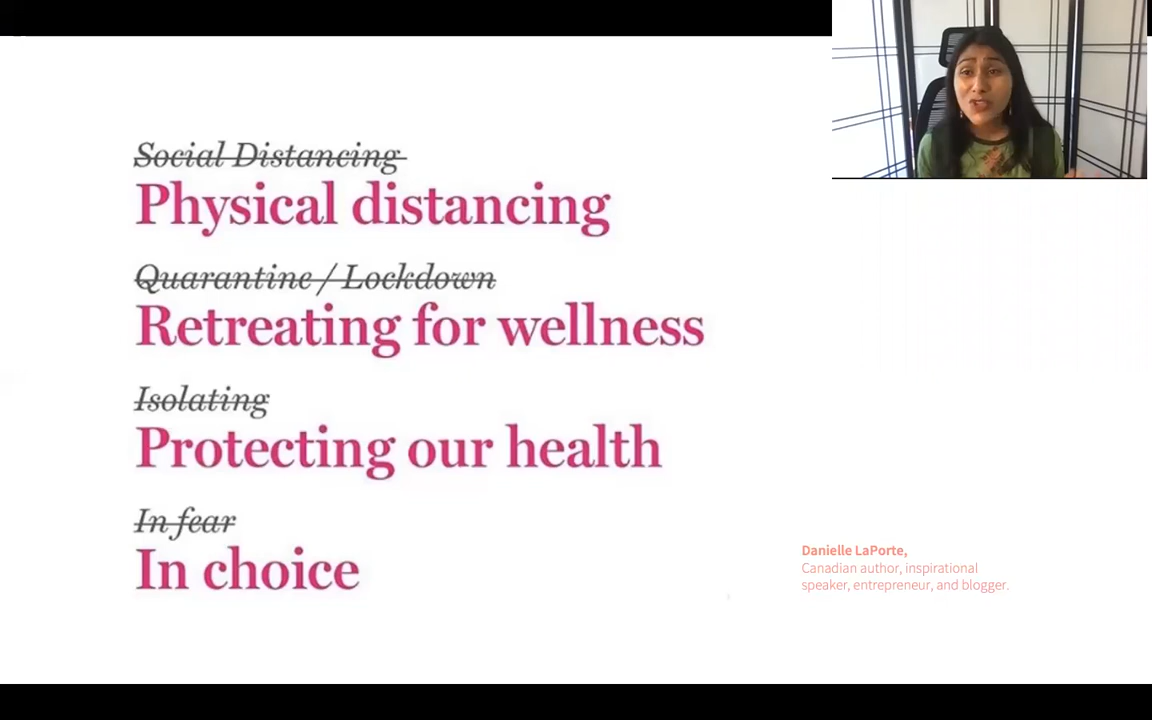 Social Distancing
Physical distancing
Quarantine / Lockdown
Retreating for wellness
Isolating
Protecting our health
In fear
In choice
Danielle LaPorte,
Canadian author, inspirational
speaker, entrepreneur, and blogger.